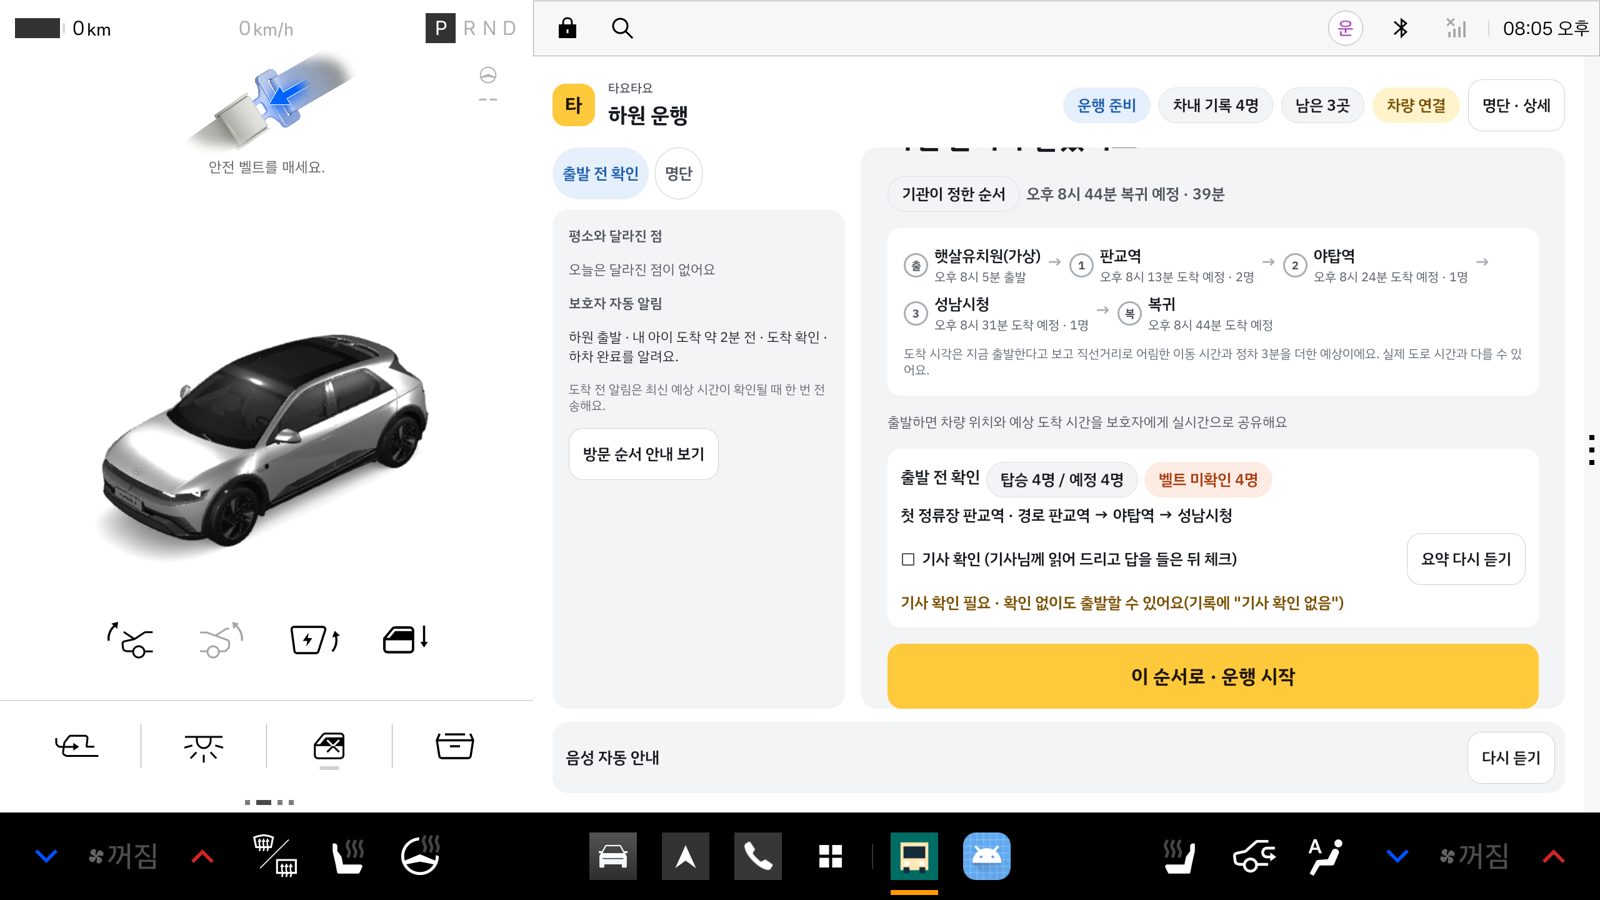 0 km
0 km/h
P R N D
안전 벨트를 매세요.
운
08:05 오후
타
타요타요
하원 운행
운행 준비
차내 기록 4명
남은 3곳
차량 연결
명단 · 상세
출발 전 확인
명단
평소와 달라진 점
오늘은 달라진 점이 없어요
보호자 자동 알림
하원 출발 · 내 아이 도착 약 2분 전 · 도착 확인 ·
하차 완료를 알려요.
도착 전 알림은 최신 예상 시간이 확인될 때 한 번 전
송해요.
방문 순서 안내 보기
기관이 정한 순서
오후 8시 44분 복귀 예정 · 39분
출
햇살유치원(가상)
오후 8시 5분 출발
→
1
판교역
오후 8시 13분 도착 예정 · 2명
→
2
야탑역
오후 8시 24분 도착 예정 · 1명
→
3
성남시청
오후 8시 31분 도착 예정 · 1명
→
복
복귀
오후 8시 44분 도착 예정
도착 시각은 지금 출발한다고 보고 직선거리로 어림한 이동 시간과 정차 3분을 더한 예상이에요. 실제 도로 시간과 다를 수 있
어요.
출발하면 차량 위치와 예상 도착 시간을 보호자에게 실시간으로 공유해요
출발 전 확인
탑승 4명 / 예정 4명
벨트 미확인 4명
첫 정류장 판교역 · 경로 판교역 → 야탑역 → 성남시청
기사 확인 (기사님께 읽어 드리고 답을 들은 뒤 체크)
요약 다시 듣기
기사 확인 필요 · 확인 없이도 출발할 수 있어요(기록에 "기사 확인 없음")
이 순서로 · 운행 시작
음성 자동 안내
다시 듣기
꺼짐
A
꺼짐